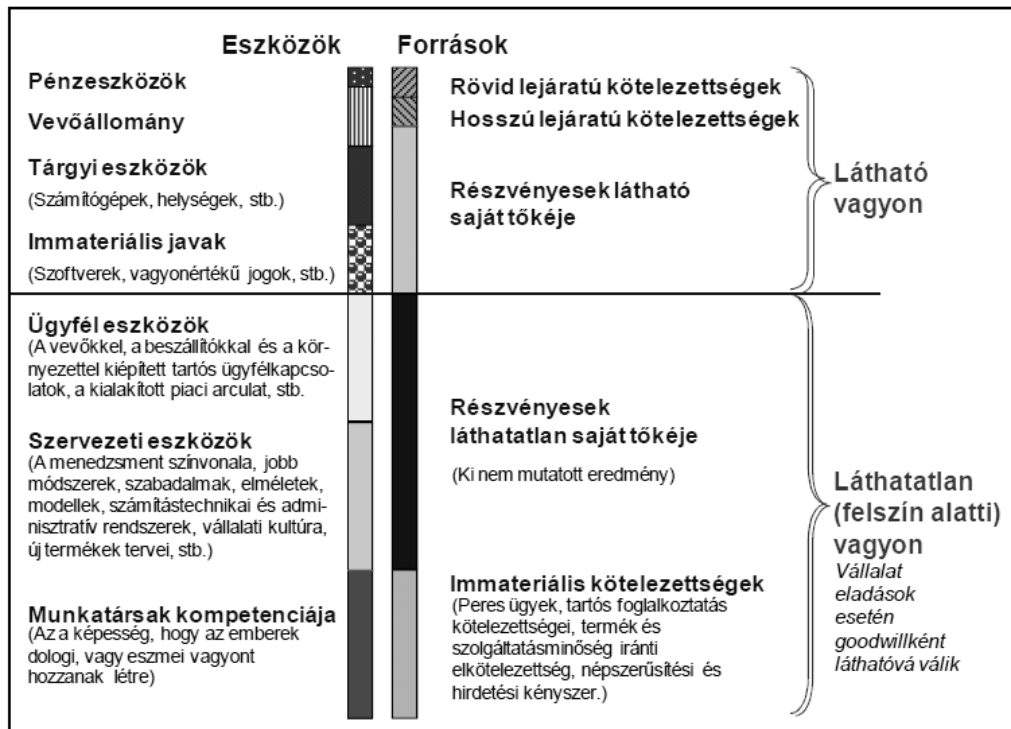 Eszközök
Források
Pénzeszközök
Vevőállomány
Tárgyi eszközök
(Számítógépek, helységek, stb.)
Immateriális javak
(Szoftverek, vagyonértékű jogok, stb.)
Rövid lejáratú kötelezettségek
Hosszú lejáratú kötelezettségek
Részvényesek látható
saját tőkéje
Látható
vagyon
Ügyfél eszközök
(A vevőkkel, a beszállítókkal és a kör-
nyezettel kiépített tartós ügyfélkapcso-
latok, a kialakított piaci arculat, stb.
Szervezeti eszközök
(A menedzsment színvonala, jobb
módszerek, szabadalmak, elméletek,
modellek, számítástechnikai és admi-
nisztratív rendszerek, vállalati kultúra,
új termékek tervei, stb.)
Munkatársak kompetenciája
(Az a képesség, hogy az emberek
dologi, vagy eszmei vagyont
hozzanak létre)
Részvényesek
láthatatlan saját tőkéje
(Ki nem mutatott eredmény)
Immateriális kötelezettségek
(Peres ügyek, tartós foglalkoztatás
kötelezettségei, termék és
szolgáltatásminőség iránti
elkötelezettség, népszerűsítési és
hirdetési kényszer.)
Láthatatlan
(felszín alatti)
vagyon
Vállalat
eladások
esetén
goodwillként
láthatóvá válik